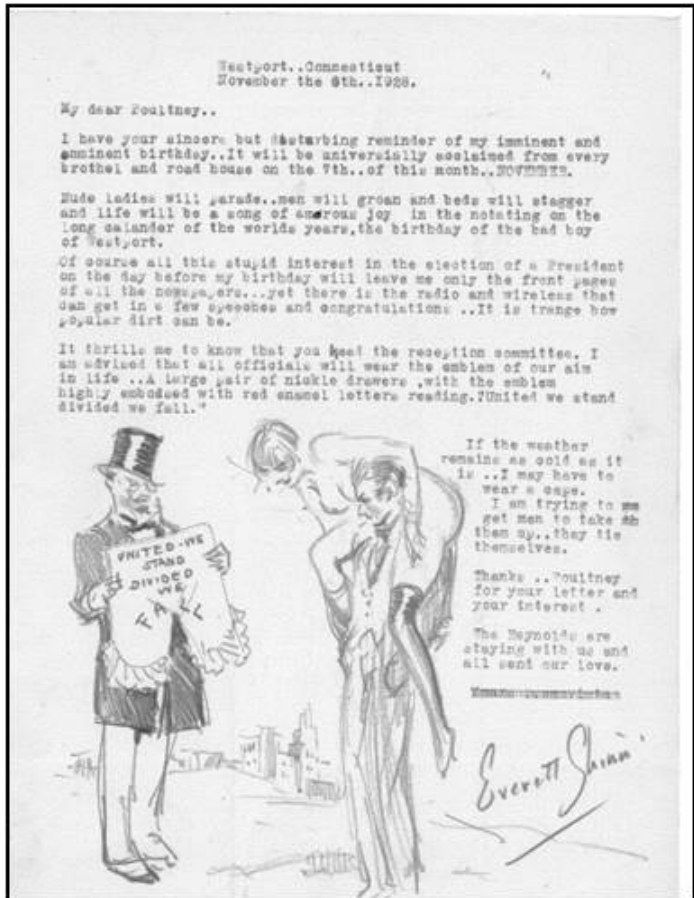 Westport..Connecticut
November the 6th..1928.
My dear Poultney..
I have your sincere but disturbing reminder of my imminent and
enminent birthday..It will be universially acclaimed from every
brothel and road house on the 7th..of this month..NOVEMBER.
Nude ladies will parade..men will groan and beds will stagger
and life will be a song of amorous joy in the notating on the
long calander of the worlds years,the birthday of the bad boy
of Westport.
Of course all this stupid interest in the election of a President
on the day before my birthday will leave me only the front pages
of all the newspapers...yet there is the radio and wireless that
can get in a few speeches and congratulations ..It is trange how
popular dirt can be.
It thrills me to know that you head the reception committee. I
am advised that all officials will wear the emblem of our aim
in life ..A large pair of nickle drawers ,with the emblem
highly embossed with red enamel letters reading.?United we stand
divided we fall."
If the weather
remains as cold as it
is ..I may have to
wear a cape.
I am trying to
get men to take
them up..they tie
themselves.
Thanks ..Poultney
for your letter and
your interest .
The Reynolds are
staying with us and
all send our love.
Everett Shinn
UNITED-WE
STAND
DIVIDED
WE
FALL